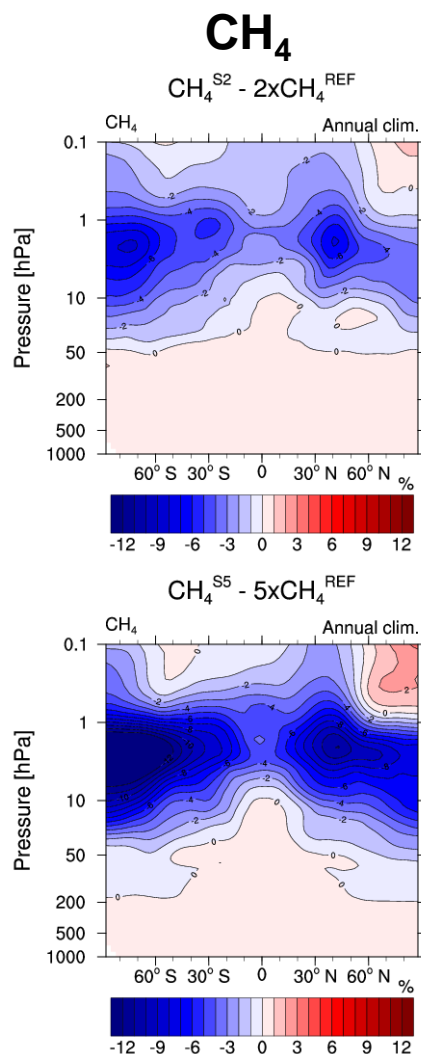 CH₄
CH₄ˢ² - 2xCH₄ᴿᴱᶠ
CH₄ Annual clim.
0.1
1
10
50
200
500
1000
Pressure [hPa]
60° S 30° S 0 30° N 60° N
%
-12 -9 -6 -3 0 3 6 9 12
CH₄ˢ⁵ - 5xCH₄ᴿᴱᶠ
CH₄ Annual clim.
0.1
1
10
50
200
500
1000
Pressure [hPa]
60° S 30° S 0 30° N 60° N
%
-12 -9 -6 -3 0 3 6 9 12